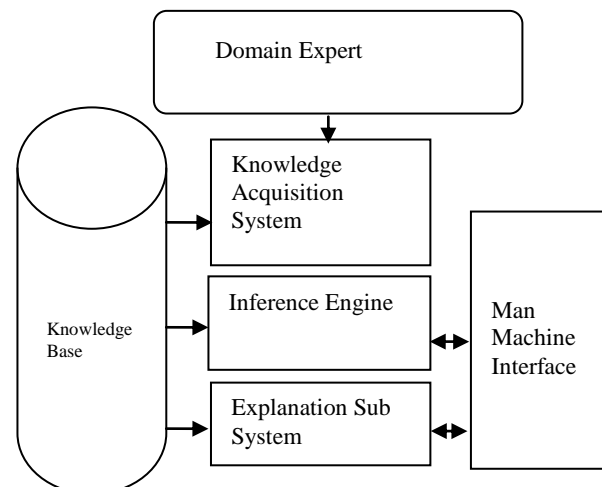 Domain Expert
Knowledge
Acquisition
System
Inference Engine
Man
Machine
Interface
Knowledge
Base
Explanation Sub
System